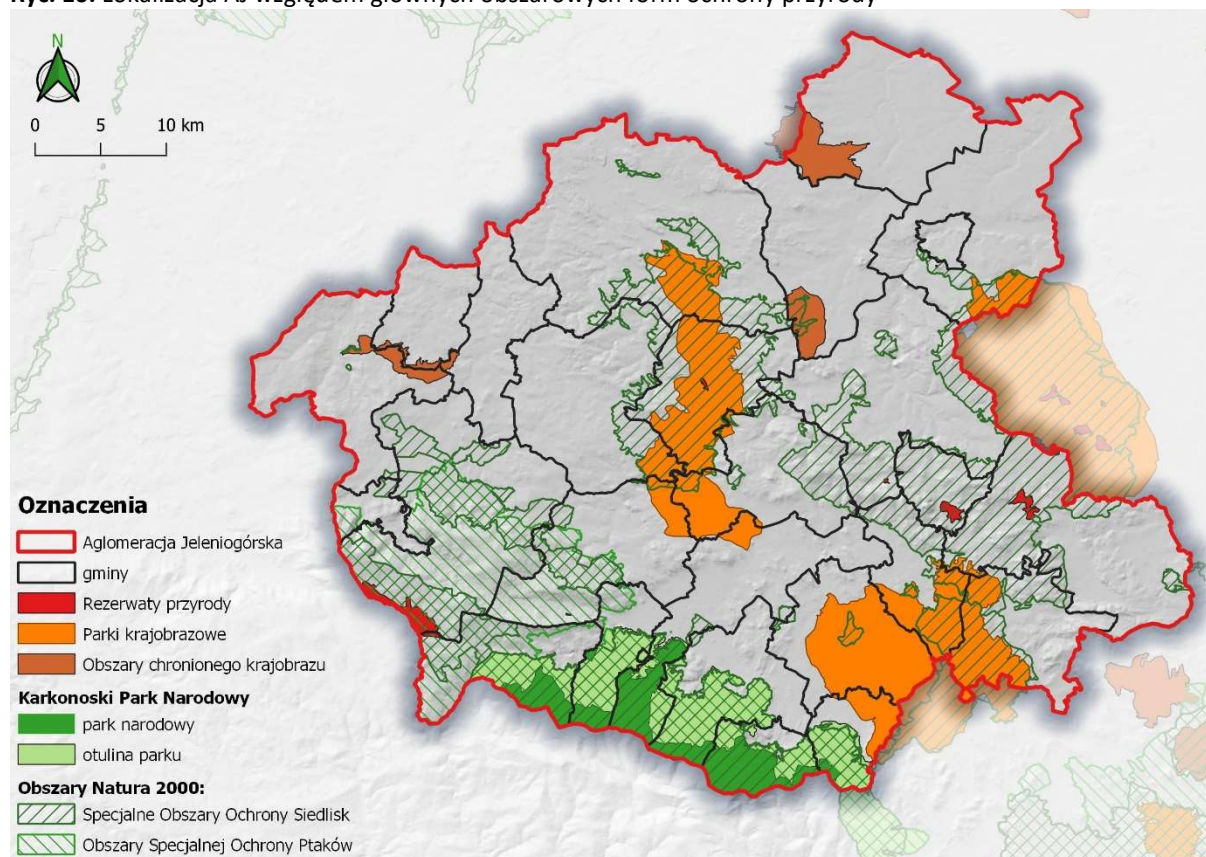 Ryc. 10. Lokalizacja AJ względem głównych obszarowych form ochrony przyrody
N
0 5 10 km
Oznaczenia
Aglomeracja Jeleniogórska
gminy
Rezerwaty przyrody
Parki krajobrazowe
Obszary chronionego krajobrazu
Karkonoski Park Narodowy
park narodowy
otulina parku
Obszary Natura 2000:
Specjalne Obszary Ochrony Siedlisk
Obszary Specjalnej Ochrony Ptaków